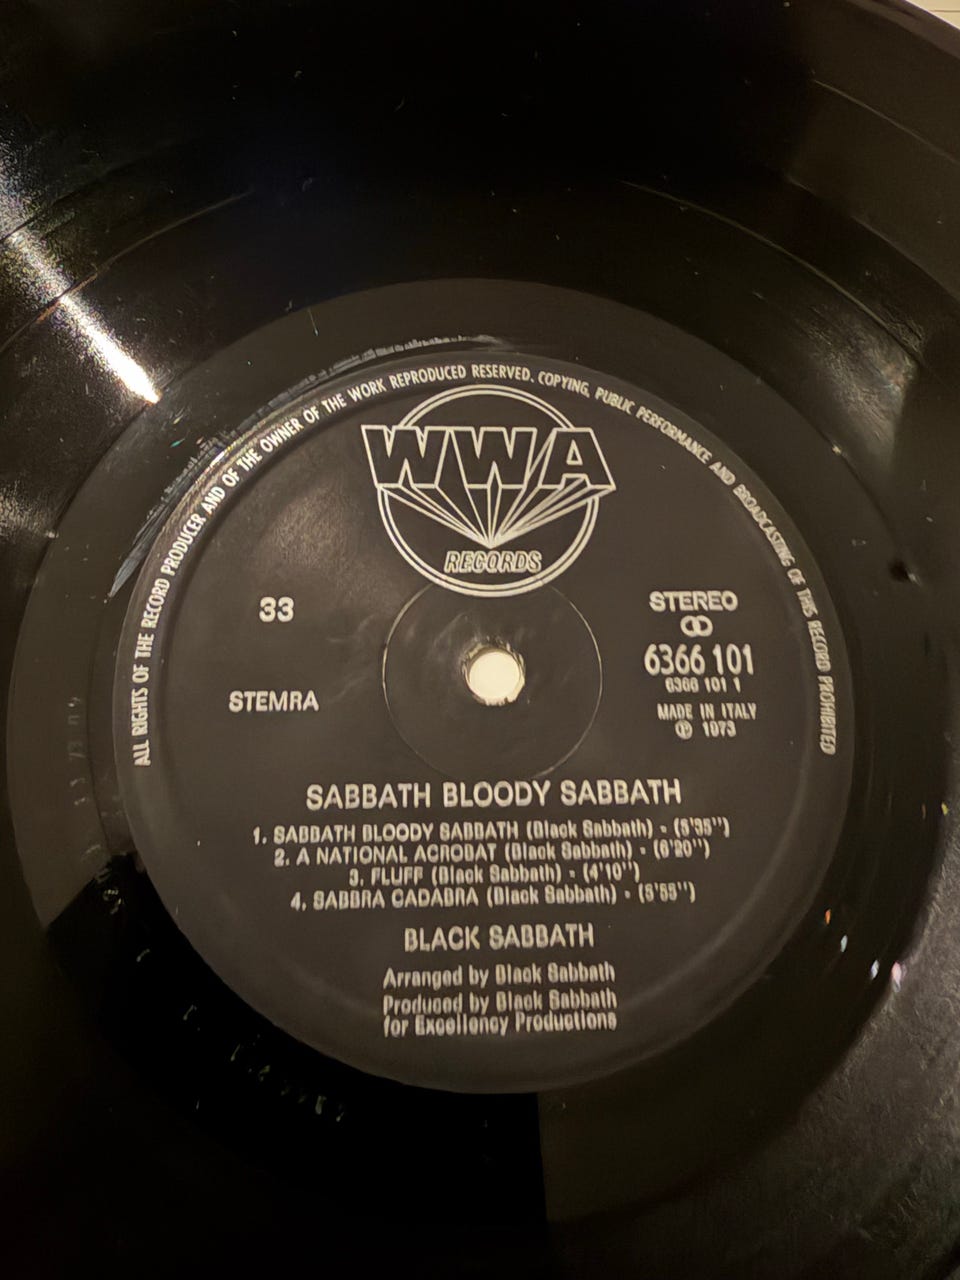 ALL RIGHTS OF THE RECORD PRODUCER AND OF THE OWNER OF THE WORK REPRODUCED RESERVED. COPYING, PUBLIC PERFORMANCE AND BROADCASTING OF THIS RECORD PROHIBITED
WWA
RECORDS
33
STEREO
6366 101
6366 101 1
STEMRA
MADE IN ITALY
Ⓟ 1973
SABBATH BLOODY SABBATH
1. SABBATH BLOODY SABBATH (Black Sabbath) - (5'35")
2. A NATIONAL ACROBAT (Black Sabbath) - (6'20")
3. FLUFF (Black Sabbath) - (4'10")
4. SABBRA CADABRA (Black Sabbath) - (5'55")
BLACK SABBATH
Arranged by Black Sabbath
Produced by Black Sabbath
for Excellency Productions